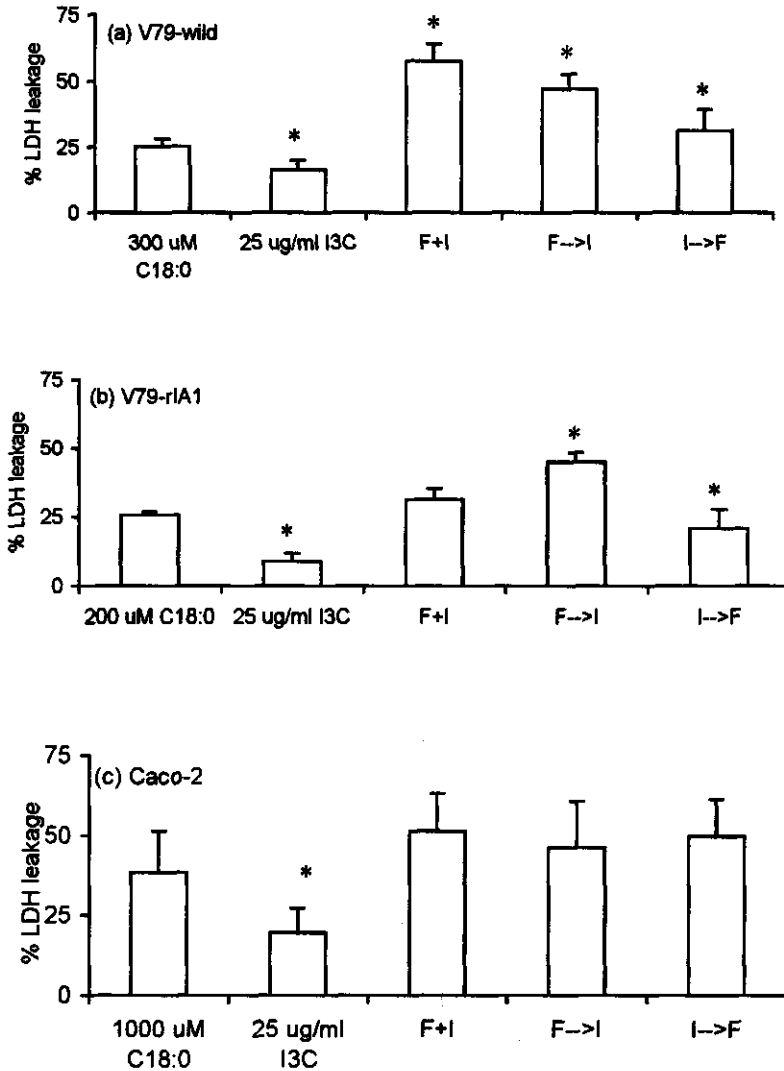 (a) V79-wild
% LDH leakage
75
50
25
0
*
*
*
*
300 uM
C18:0
25 ug/ml I3C
F+I
F-->I
I-->F
(b) V79-rIA1
% LDH leakage
75
50
25
0
*
*
*
200 uM C18:0
25 ug/ml I3C
F+I
F-->I
I-->F
(c) Caco-2
% LDH leakage
75
50
25
0
*
1000 uM
C18:0
25 ug/ml
I3C
F+I
F-->I
I-->F